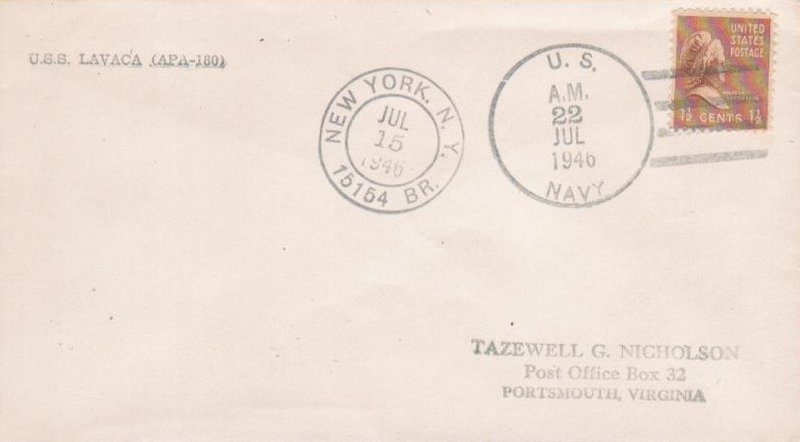 U.S.S. LAVACA (APA-180)
NEW YORK, N. Y.
JUL
15
1946
15154 BR.
U. S.
A.M.
22
JUL
1946
NAVY
UNITED
STATES
POSTAGE
1½ CENTS 1½
TAZEWELL G. NICHOLSON
Post Office Box 32
PORTSMOUTH, VIRGINIA